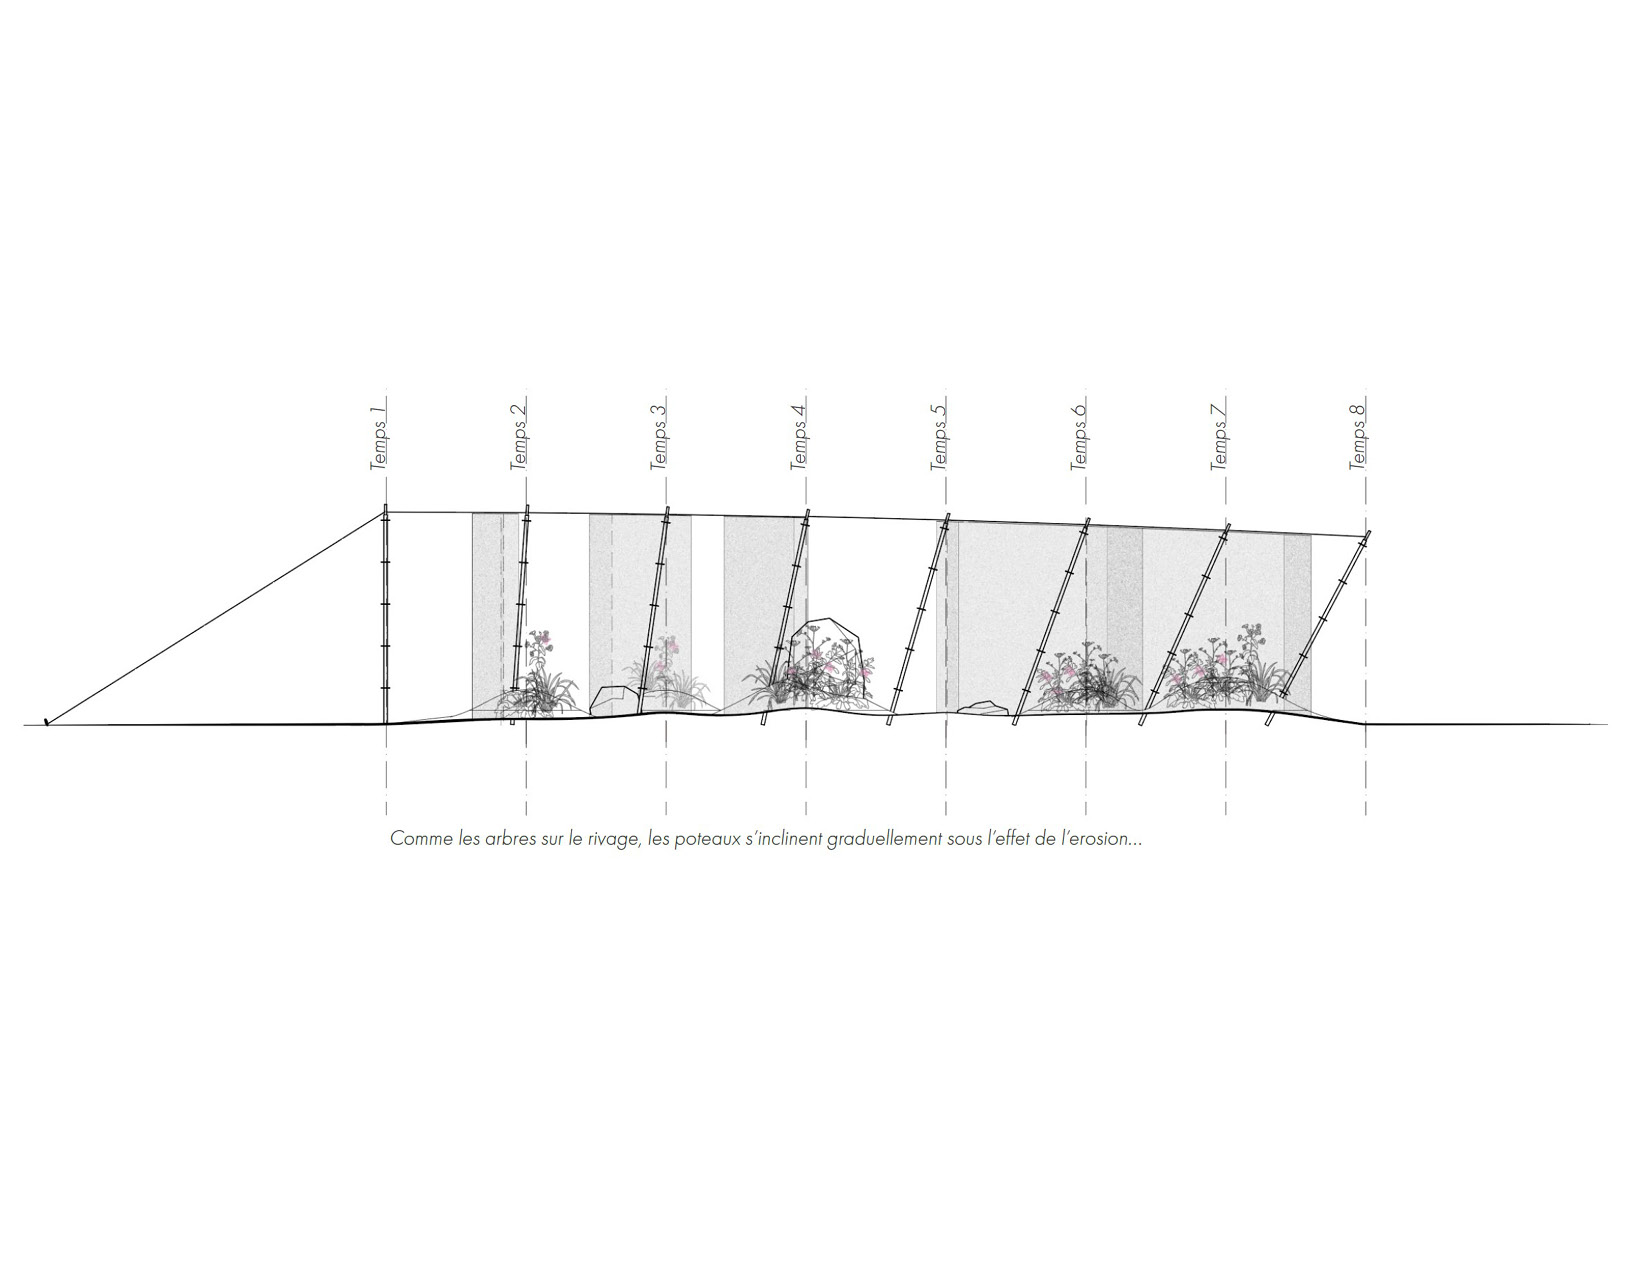 Temps 1
Temps 2
Temps 3
Temps 4
Temps 5
Temps 6
Temps 7
Temps 8
Comme les arbres sur le rivage, les poteaux s'inclinent graduellement sous l'effet de l'erosion...